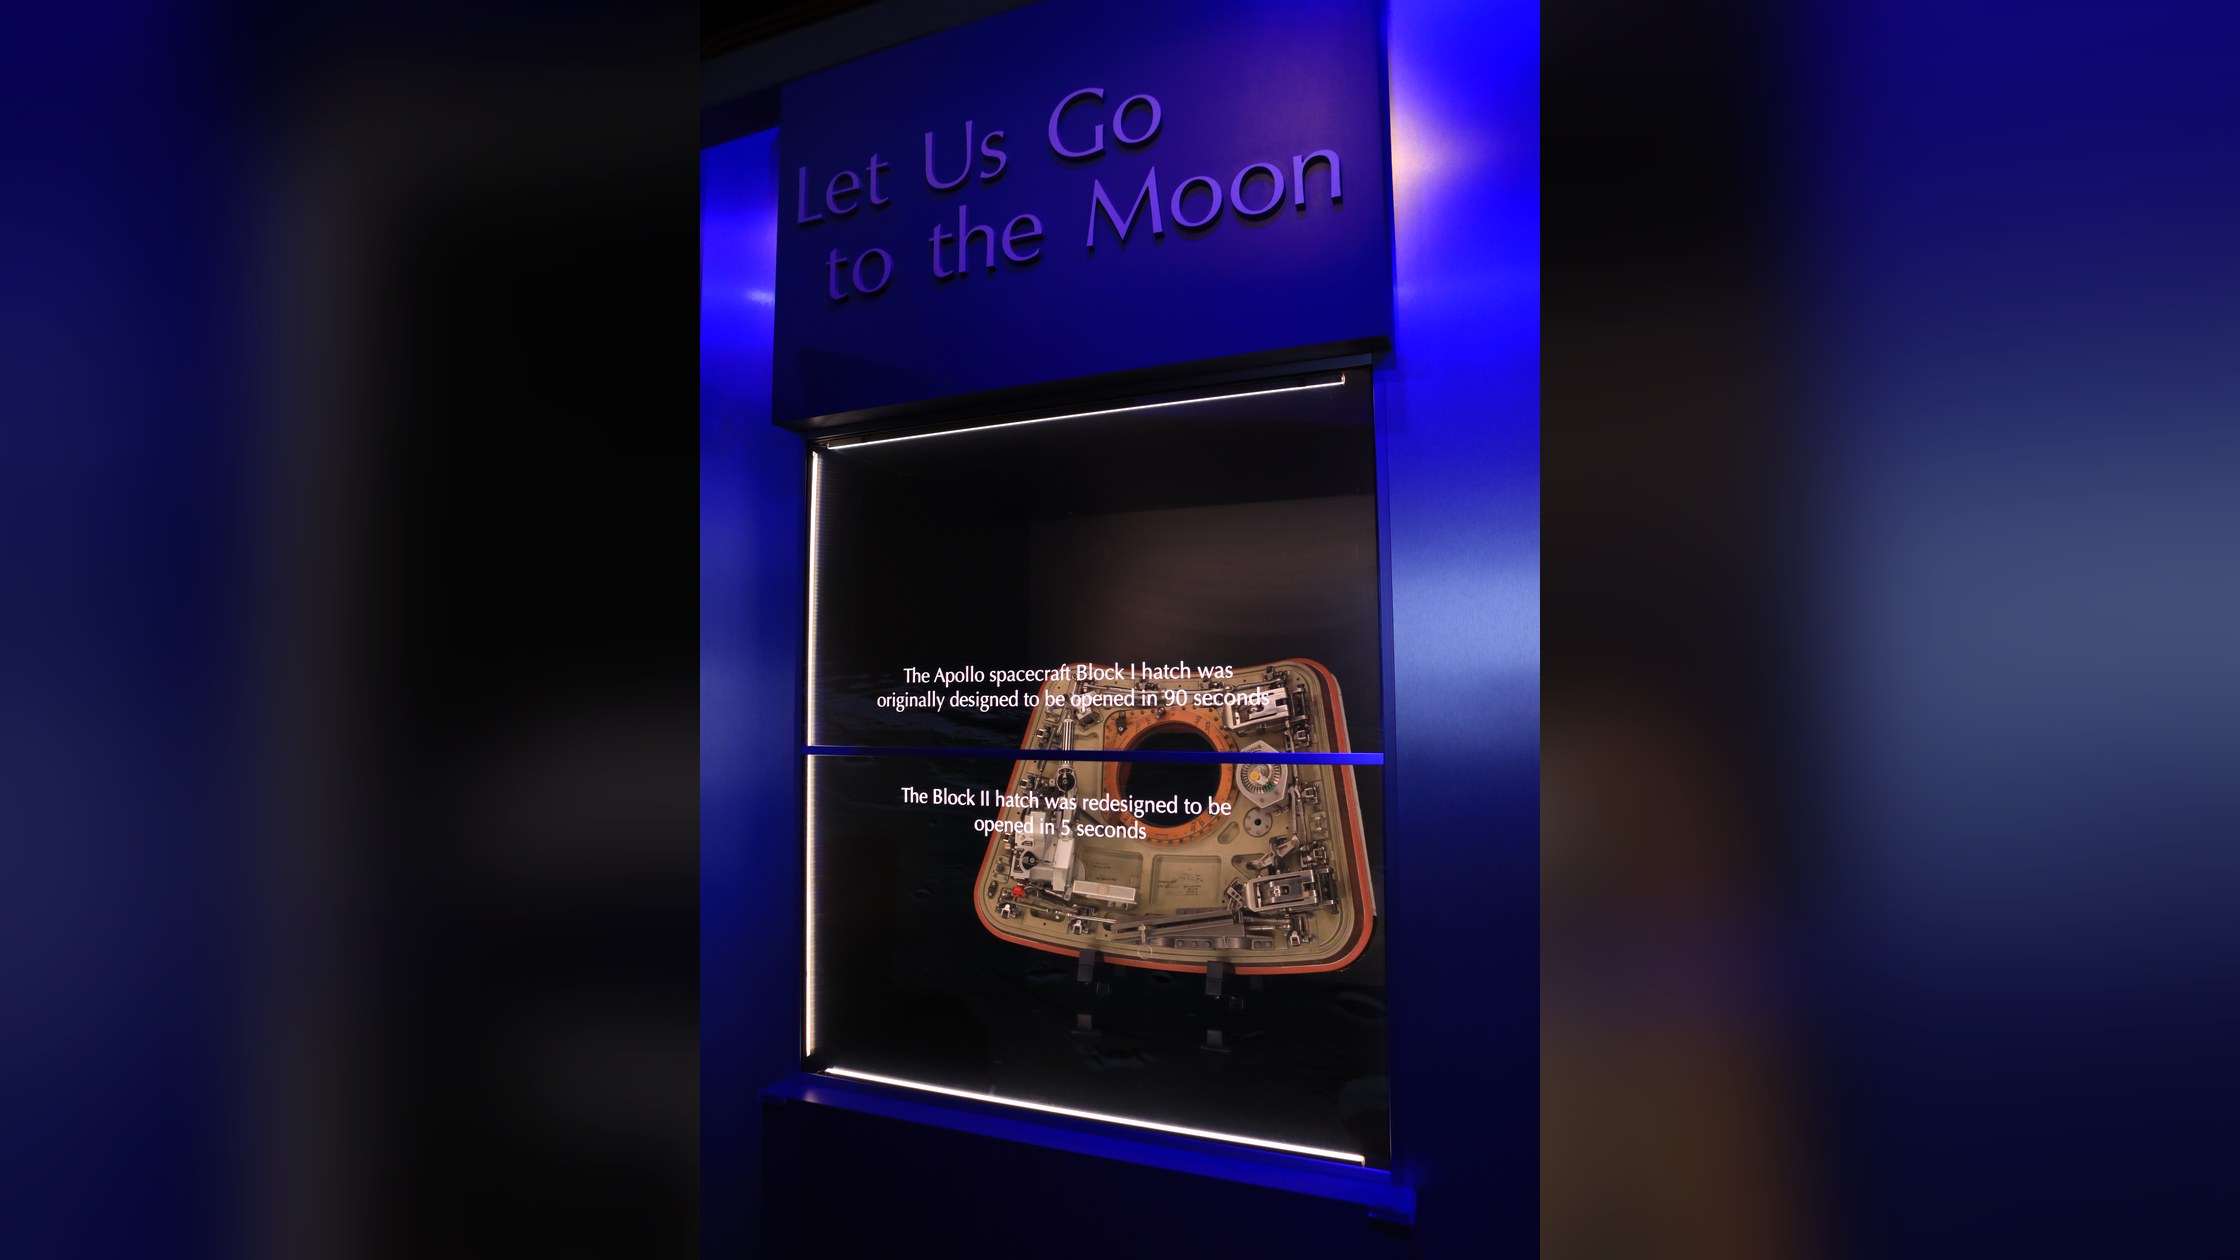 Let Us Go
to the Moon
The Apollo spacecraft Block I hatch was
originally designed to be opened in 90 seconds
The Block II hatch was redesigned to be
opened in 5 seconds